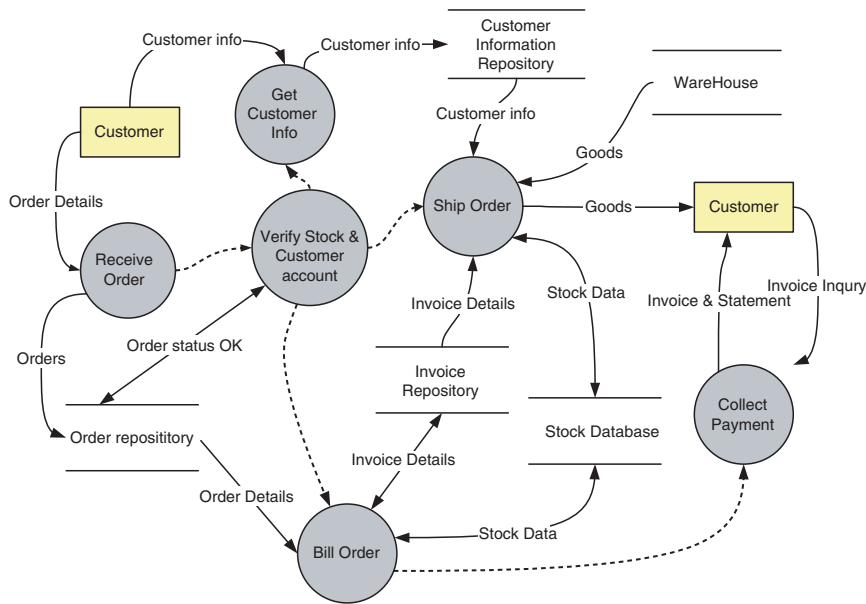 Customer info
Customer info
Customer
Information
Repository
WareHouse
Get
Customer
Info
Customer
Customer info
Goods
Order Details
Ship Order
Goods
Customer
Verify Stock &
Customer
account
Receive
Order
Invoice Inqury
Invoice Details
Stock Data
Invoice & Statement
Orders
Order status OK
Invoice
Repository
Collect
Payment
Order reposititory
Stock Database
Invoice Details
Order Details
Stock Data
Bill Order